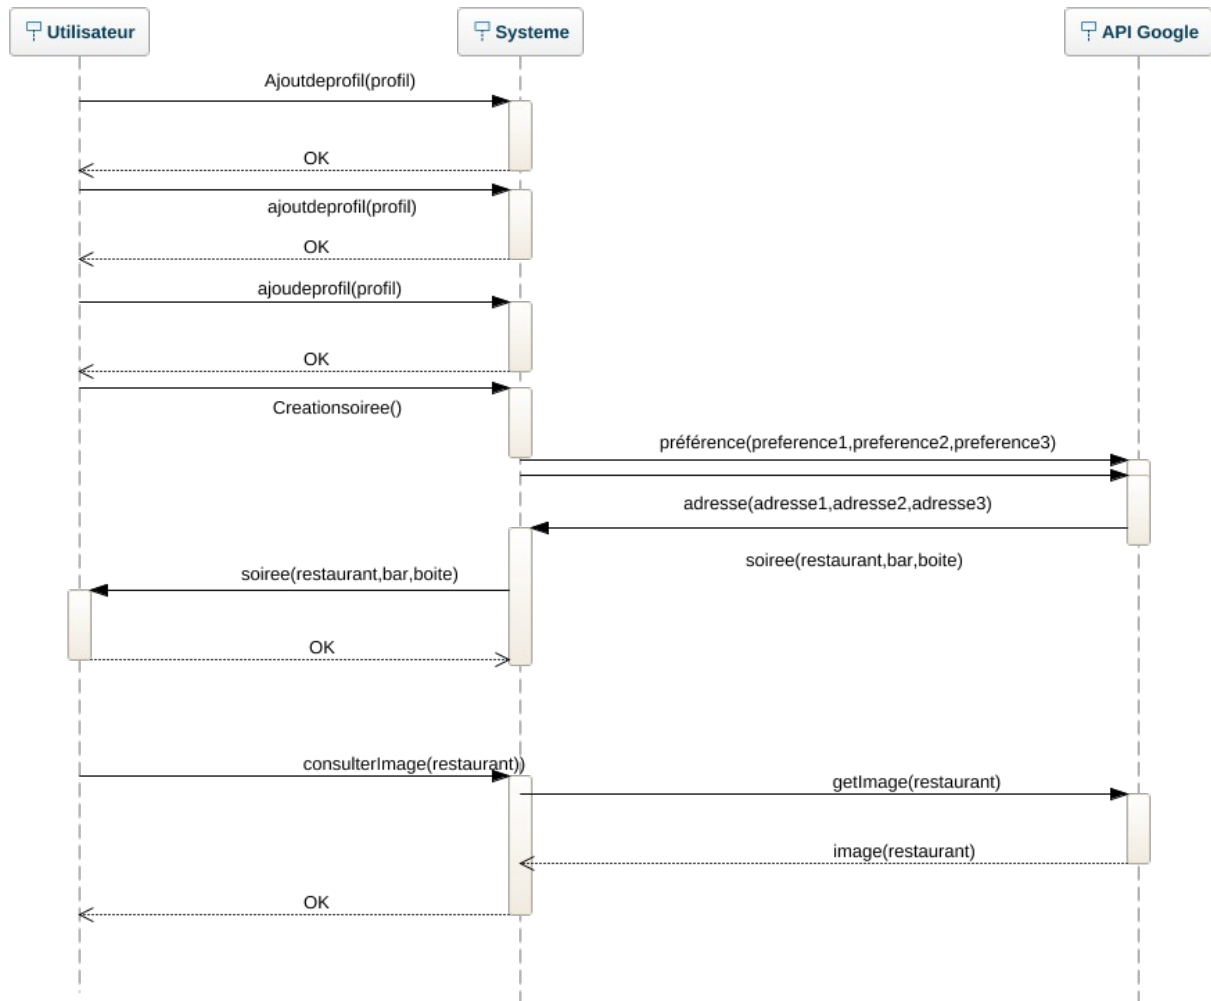 Utilisateur
Systeme
API Google
Ajoutdeprofil(profil)
OK
ajoutdeprofil(profil)
OK
ajoudeprofil(profil)
OK
Creationsoiree()
préférence(preference1,preference2,preference3)
adresse(adresse1,adresse2,adresse3)
soiree(restaurant,bar,boite)
soiree(restaurant,bar,boite)
OK
consulterImage(restaurant))
getImage(restaurant)
image(restaurant)
OK